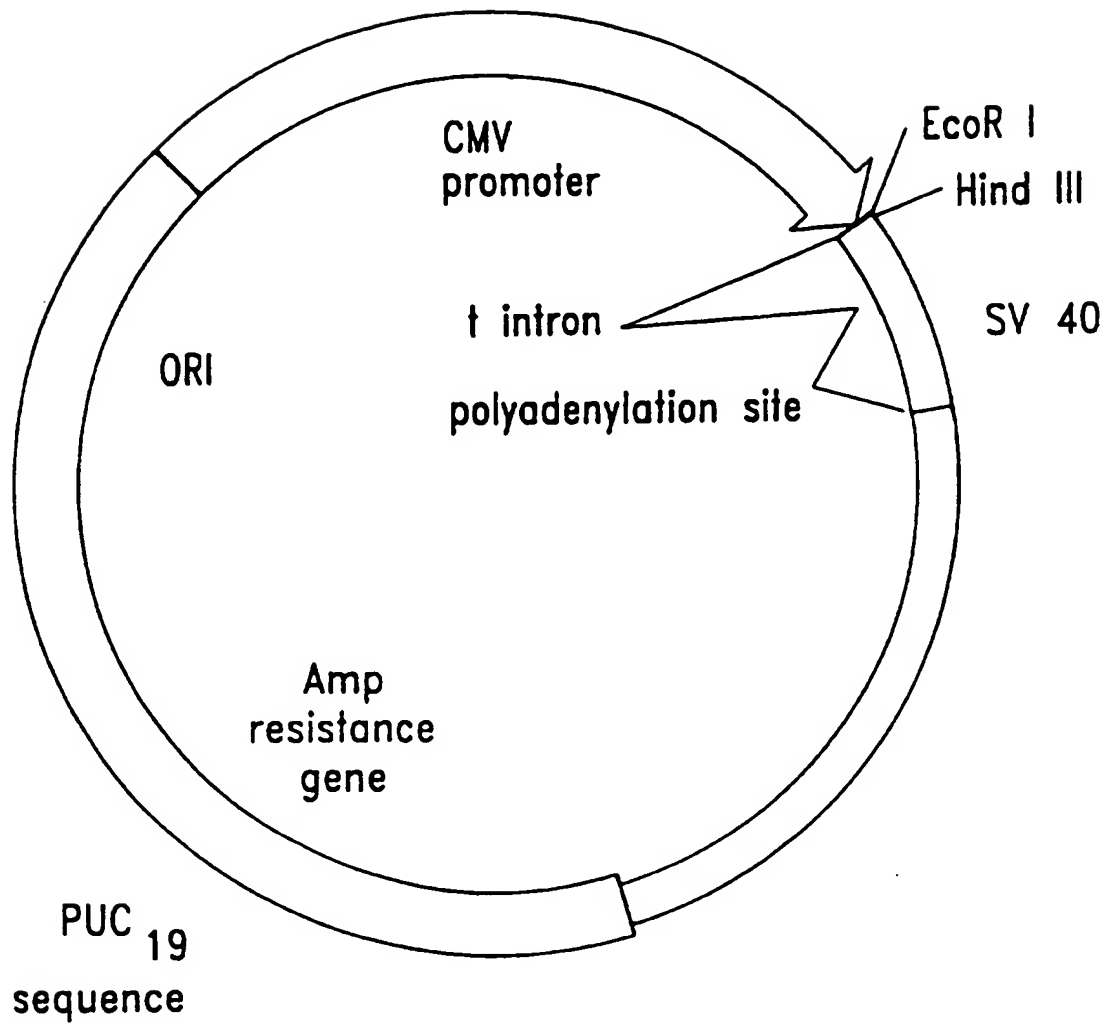 CMV
promoter
EcoR I
Hind III
t intron
SV 40
ORI
polyadenylation site
Amp
resistance
gene
PUC 19
sequence